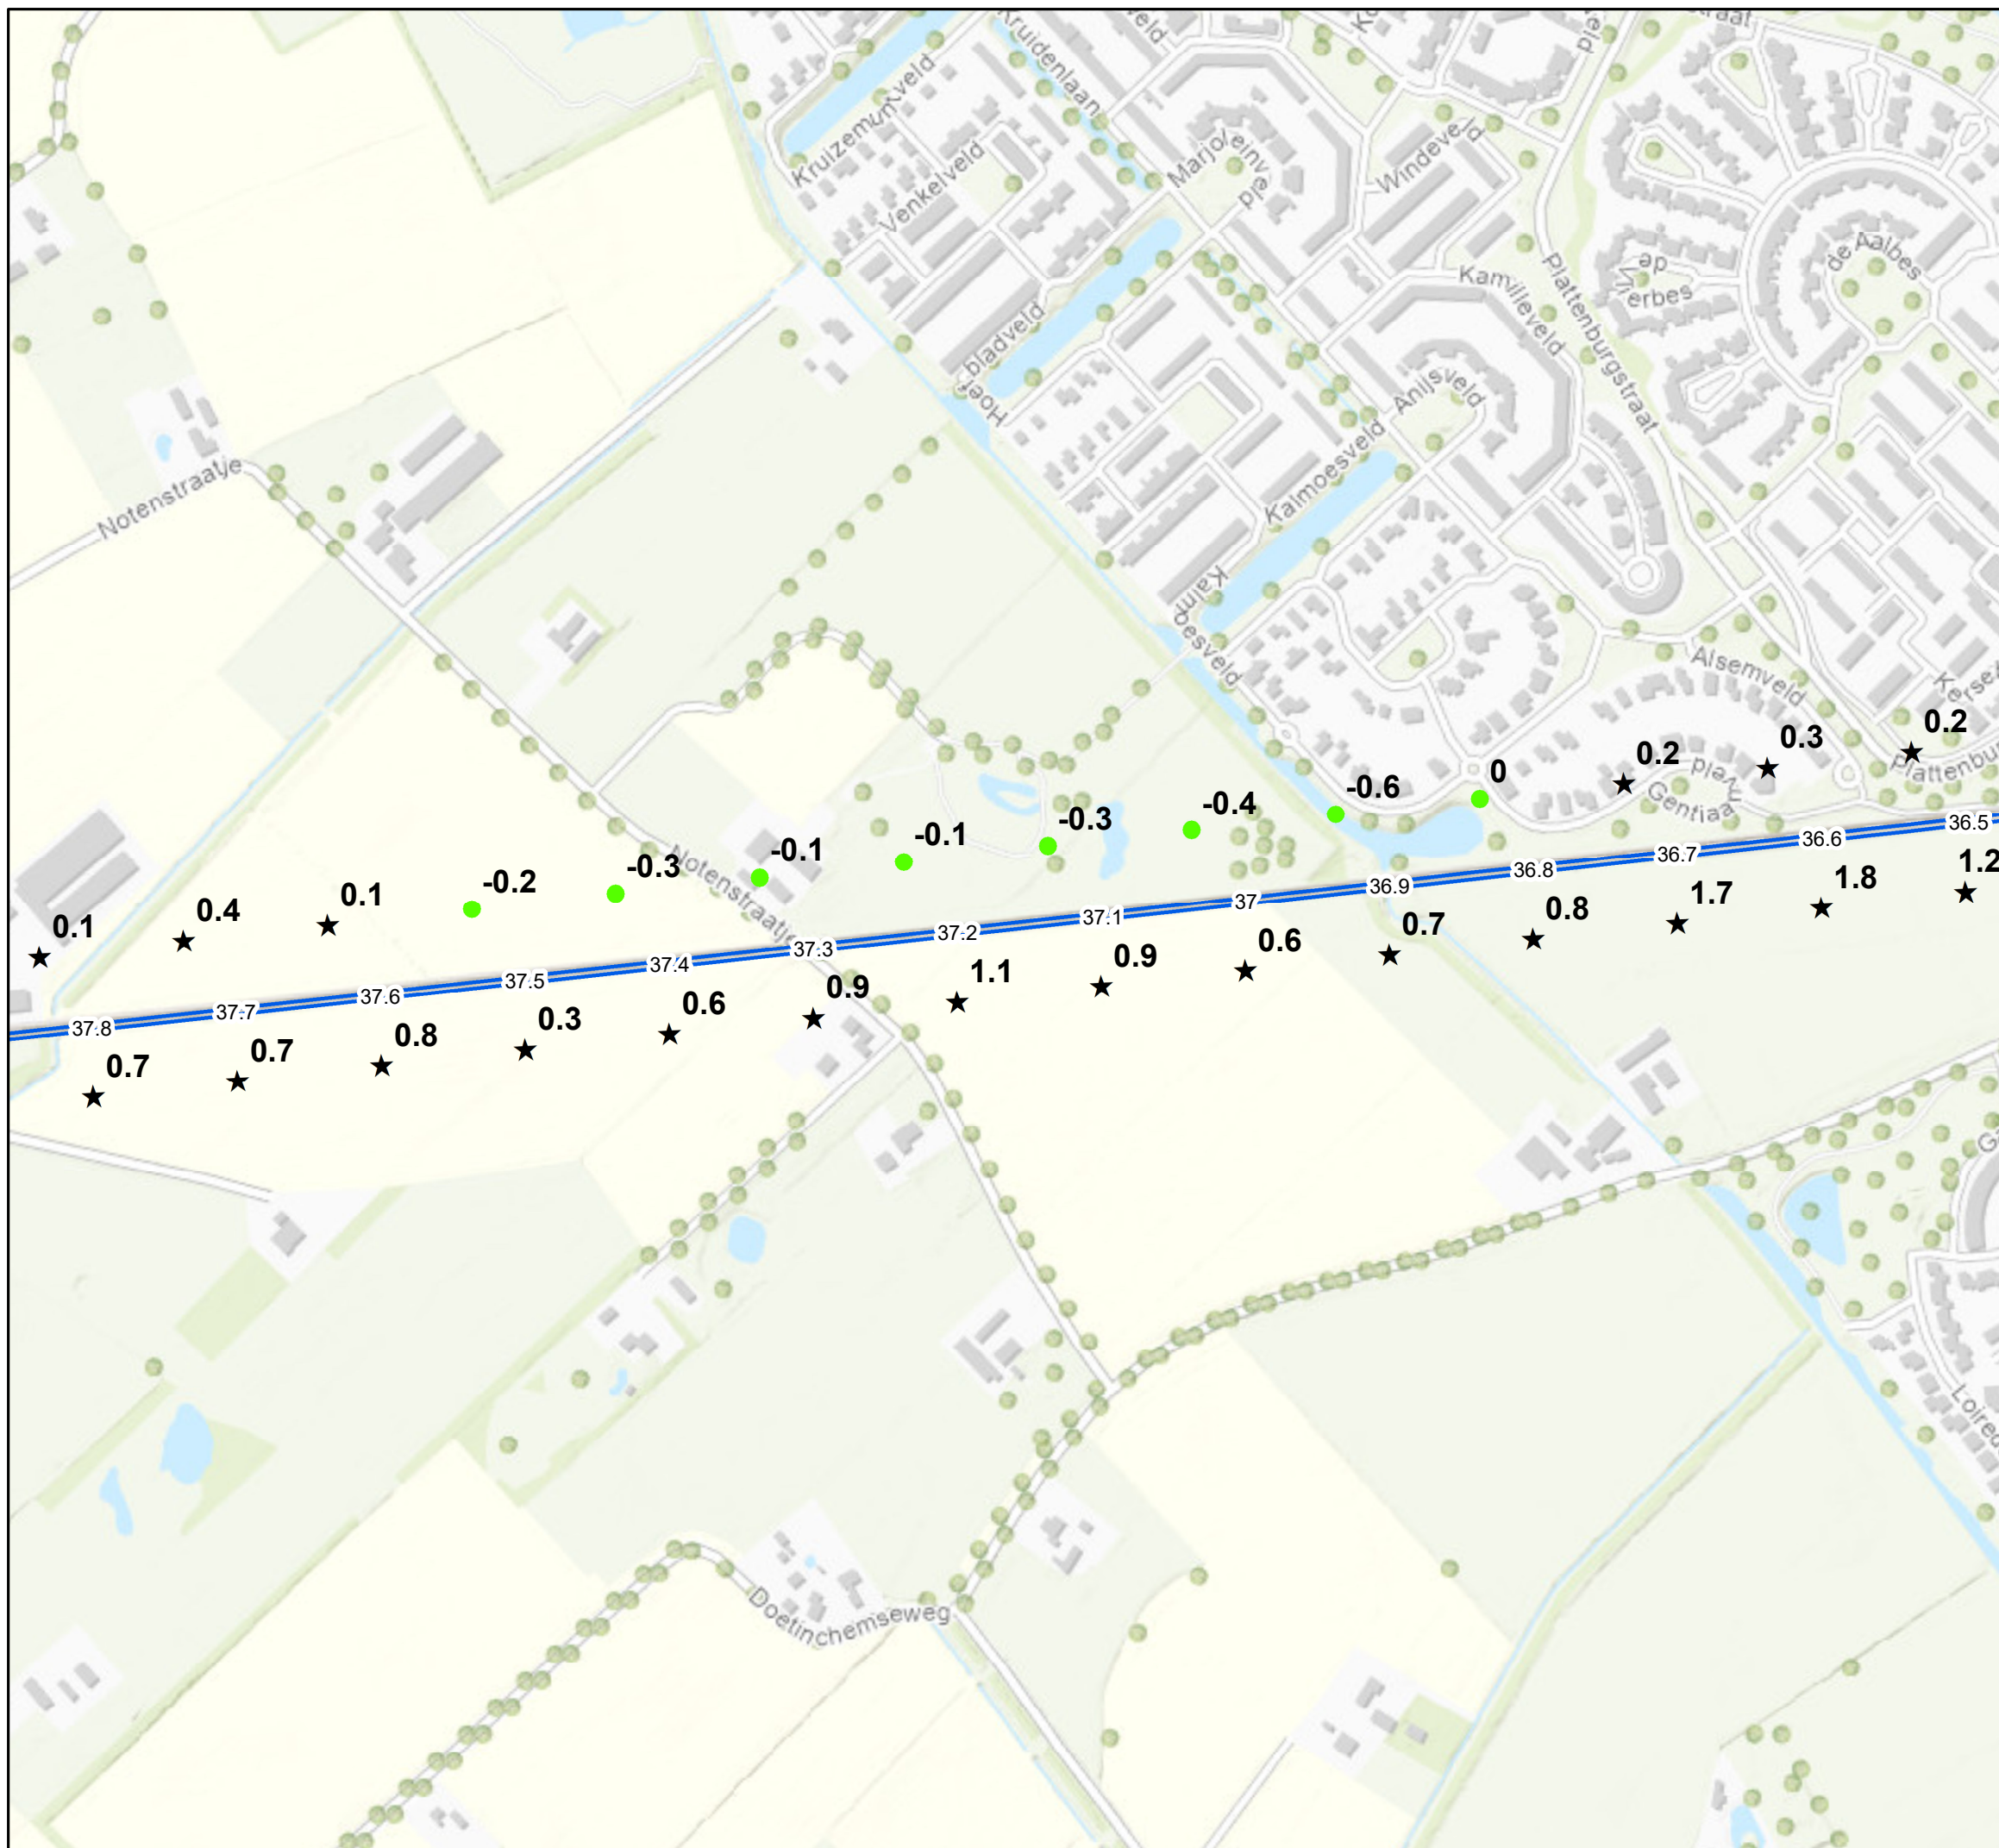 Kruidenlaan
Kruizemuntveld
Venkelveld
Marjoleinveld
Windeveld
de Aalbes
de
Vierbes
Kamilleveld
Plattenburgstraat
Hoefbladveld
Anijsveld
Kalmoesveld
Notenstraatje
Kalmoesveld
Alsemveld
0.2
0.3
0.2
Gentiaanveld
0
-0.6
-0.4
-0.3
-0.1
-0.1
-0.3
-0.2
0.1
0.4
0.1
Notenstraatje
37.8
37.7
37.6
37.5
37.4
37.3
37.2
37.1
37
36.9
36.8
36.7
36.6
36.5
0.7
0.7
0.8
0.3
0.6
0.9
1.1
0.9
0.6
0.7
0.8
1.7
1.8
1.2
Doetinchemseweg